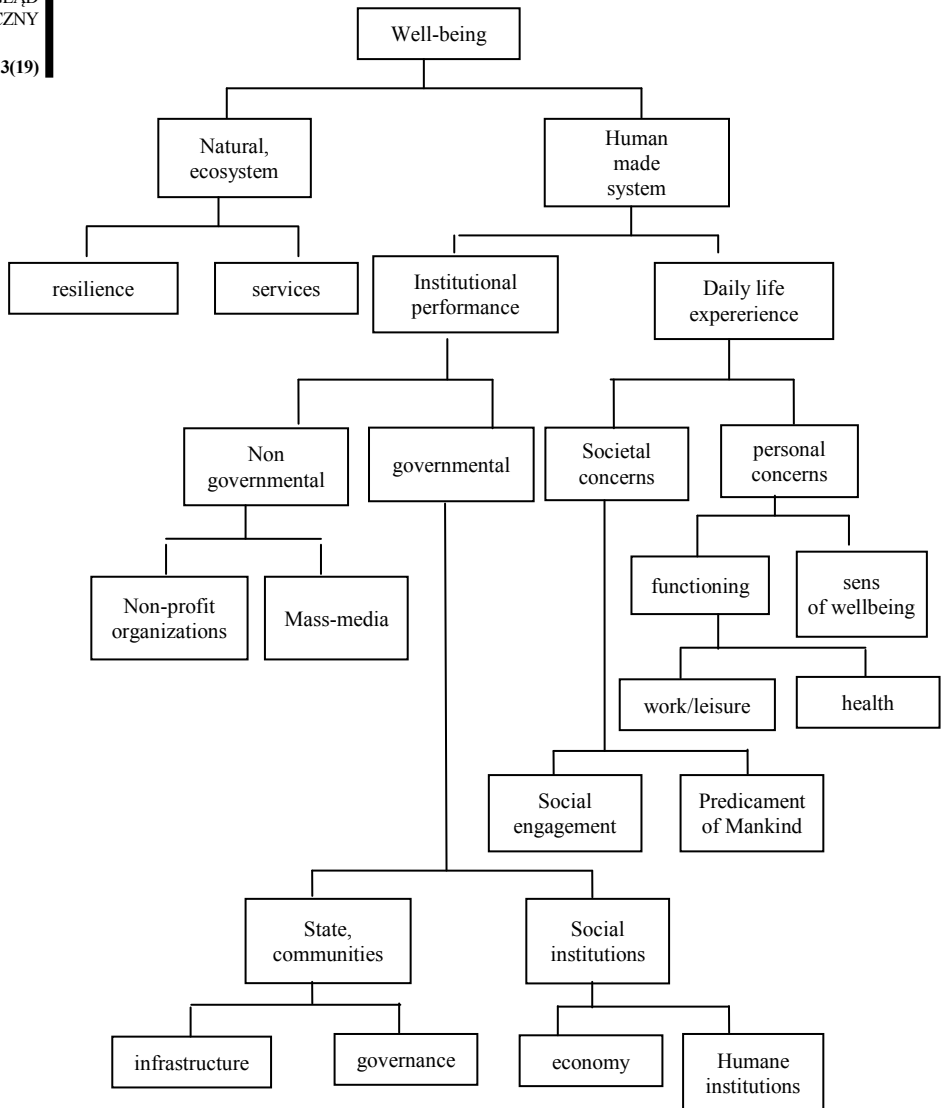 CZNY
3(19)
Well-being
Natural,
ecosystem
Human
made
system
resilience
services
Institutional
performance
Daily life
expererience
Non
governmental
governmental
Societal
concerns
personal
concerns
Non-profit
organizations
Mass-media
functioning
sens
of wellbeing
work/leisure
health
Social
engagement
Predicament
of Mankind
State,
communities
Social
institutions
infrastructure
governance
economy
Humane
institutions